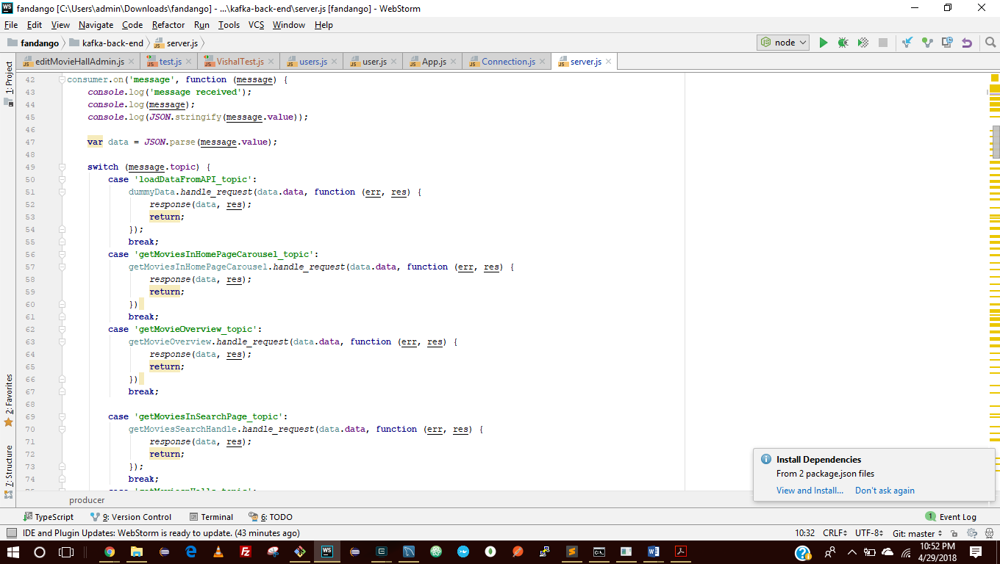 fandango [C:\Users\admin\Downloads\fandango] - ...\kafka-back-end\server.js [fandango] - WebStorm
File Edit View Navigate Code Refactor Run Tools VCS Window Help
fandango kafka-back-end server.js node
editMovieHallAdmin.js test.js VishalTest.js users.js user.js App.js Connection.js server.js
1: Project
42 consumer.on('message', function (message) {
43 console.log('message received');
44 console.log(message);
45 console.log(JSON.stringify(message.value));
46
47 var data = JSON.parse(message.value);
48
49 switch (message.topic) {
50 case 'loadDataFromAPI_topic':
51 dummyData.handle_request(data.data, function (err, res) {
52 response(data, res);
53 return;
54 });
55 break;
56 case 'getMoviesInHomePageCarousel_topic':
57 getMoviesInHomePageCarousel.handle_request(data.data, function (err, res) {
58 response(data, res);
59 return;
60 })
61 break;
62 case 'getMovieOverview_topic':
63 getMovieOverview.handle_request(data.data, function (err, res) {
64 response(data, res);
65 return;
66 })
67 break;
68
69 case 'getMoviesInSearchPage_topic':
70 getMoviesSearchHandle.handle_request(data.data, function (err, res) {
71 response(data, res);
72 return;
73 });
74 break;
2: Favorites
7: Structure
Install Dependencies
From 2 package.json files
View and Install... Don't ask again
producer
TypeScript 9: Version Control Terminal 6: TODO 1 Event Log
IDE and Plugin Updates: WebStorm is ready to update. (43 minutes ago) 10:32 CRLF UTF-8 Git: master
10:52 PM
4/29/2018